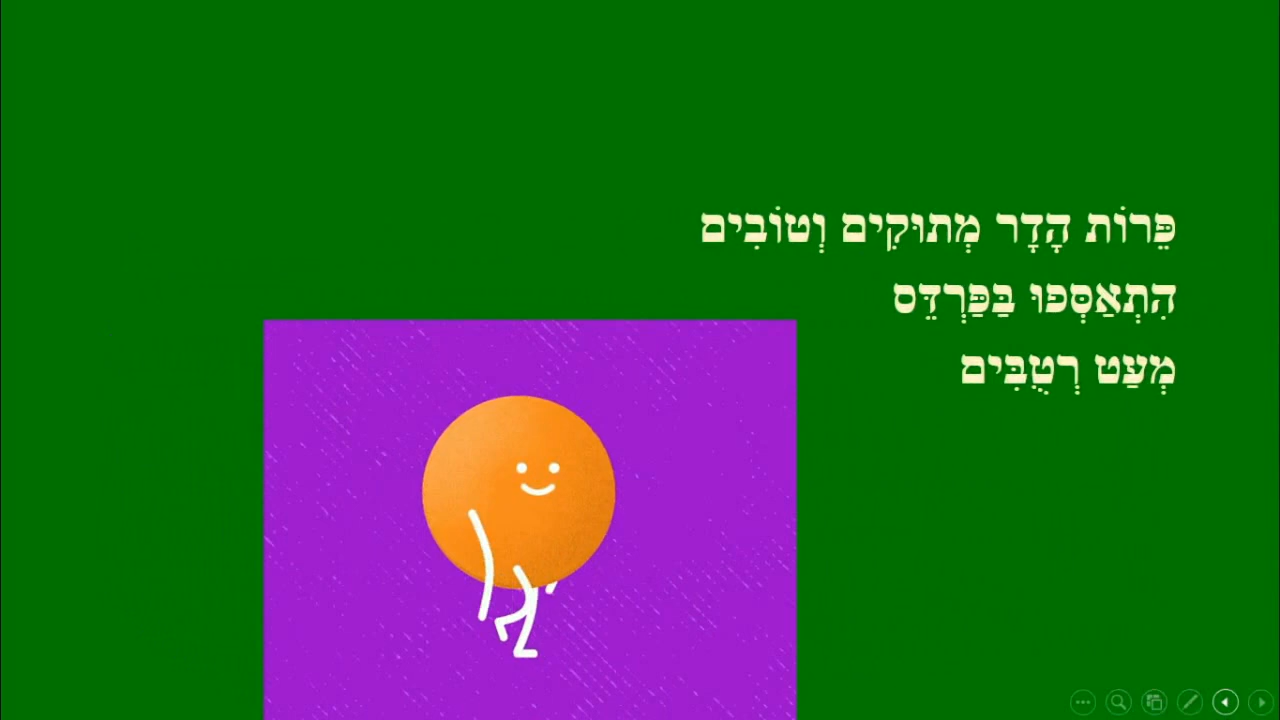 פֵּרוֹת הָדָר מְתוּקִים וְטוֹבִים
הִתְאַסְּפוּ בַּפַּרְדֵּס
מְעַט רְטֻבִּים